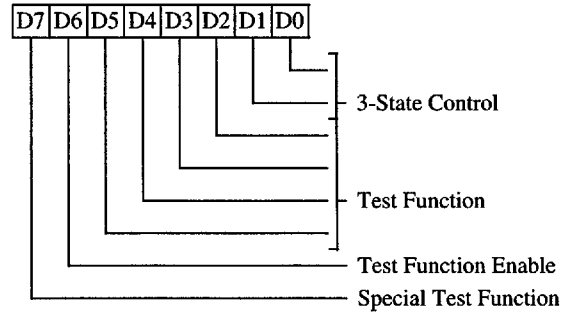 D7 D6 D5 D4 D3 D2 D1 D0
3-State Control
Test Function
Test Function Enable
Special Test Function